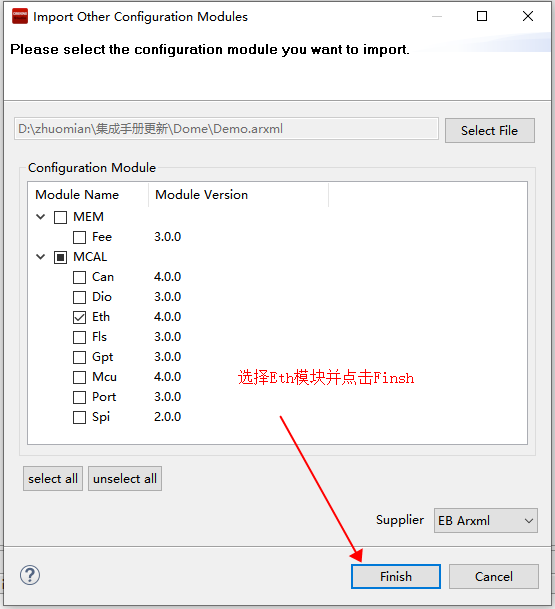 Import Other Configuration Modules
Please select the configuration module you want to import.
D:\zhuomian\集成手册更新\Dome\Demo.arxml
Select File
Configuration Module
Module Name Module Version
MEM
Fee 3.0.0
MCAL
Can 4.0.0
Dio 3.0.0
Eth 4.0.0
Fls 3.0.0
Gpt 3.0.0
Mcu 4.0.0
Port 3.0.0
Spi 2.0.0
选择Eth模块并点击Finsh
select all unselect all
Supplier EB Arxml
? Finish Cancel